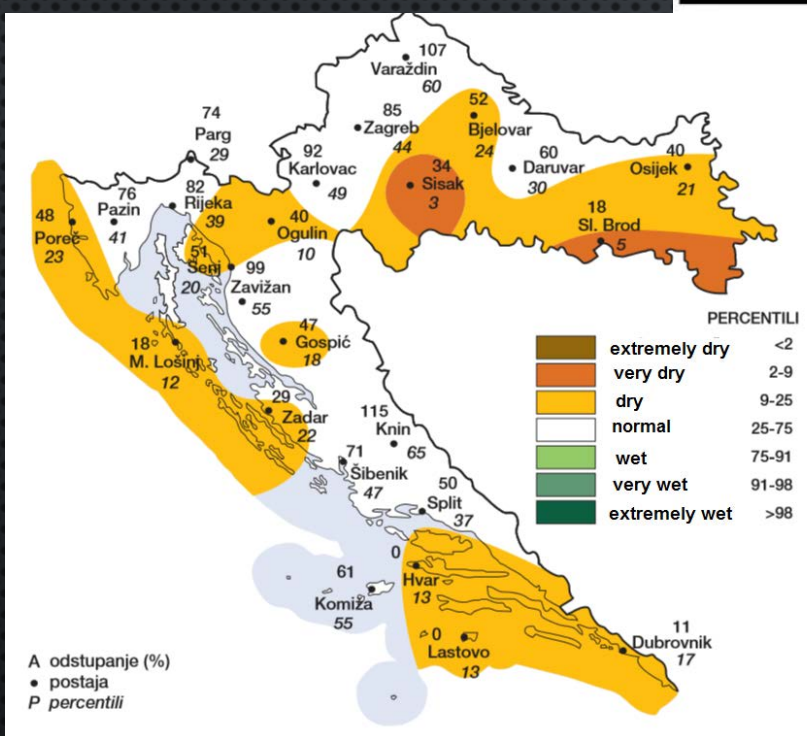 107
Varaždin
60
74
Parg
29
85
Zagreb
44
52
Bjelovar
24
92
Karlovac
49
34
Sisak
3
60
Daruvar
30
40
Osijek
21
76
Pazin
41
82
Rijeka
39
48
Poreč
23
40
Ogulin
10
18
Sl. Brod
5
51
Senj
20
99
Zavižan
55
47
Gospić
18
18
M. Lošinj
12
29
Zadar
22
115
Knin
65
71
Šibenik
47
50
Split
37
0
Hvar
13
61
Komiža
55
0
Lastovo
13
11
Dubrovnik
17
PERCENTILI
extremely dry <2
very dry 2-9
dry 9-25
normal 25-75
wet 75-91
very wet 91-98
extremely wet >98
A odstupanje (%)
● postaja
P percentili